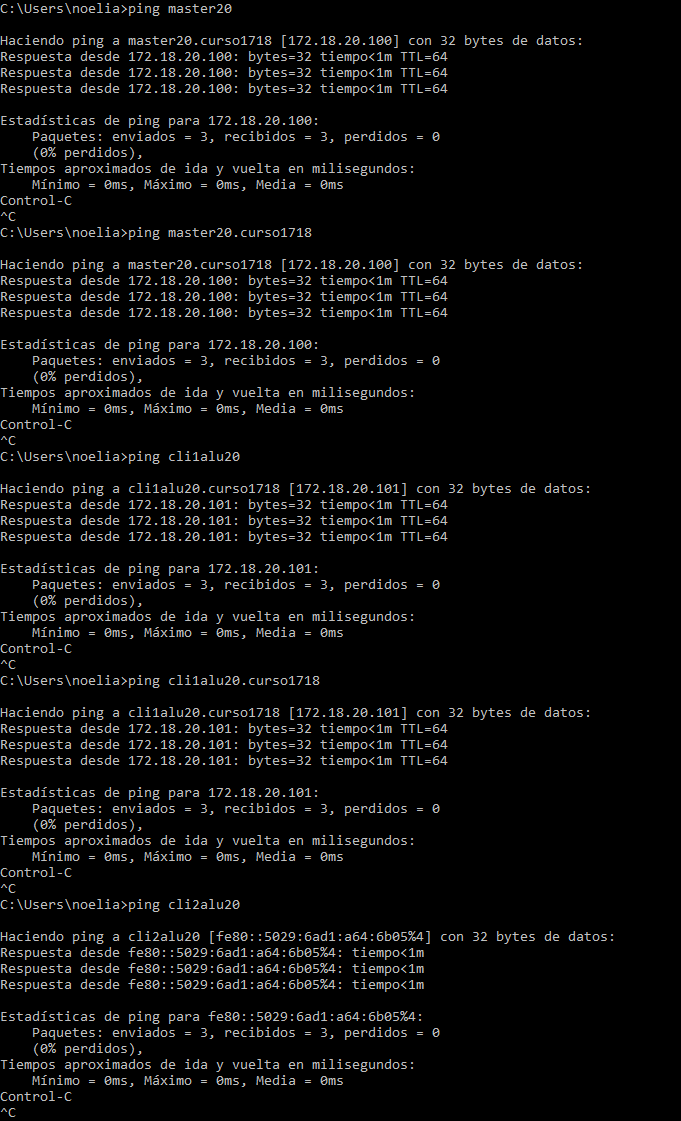 C:\Users\noelia>ping master20
Haciendo ping a master20.curso1718 [172.18.20.100] con 32 bytes de datos:
Respuesta desde 172.18.20.100: bytes=32 tiempo<1m TTL=64
Respuesta desde 172.18.20.100: bytes=32 tiempo<1m TTL=64
Respuesta desde 172.18.20.100: bytes=32 tiempo<1m TTL=64
Estadísticas de ping para 172.18.20.100:
    Paquetes: enviados = 3, recibidos = 3, perdidos = 0
    (0% perdidos),
Tiempos aproximados de ida y vuelta en milisegundos:
    Mínimo = 0ms, Máximo = 0ms, Media = 0ms
Control-C
^C
C:\Users\noelia>ping master20.curso1718
Haciendo ping a master20.curso1718 [172.18.20.100] con 32 bytes de datos:
Respuesta desde 172.18.20.100: bytes=32 tiempo<1m TTL=64
Respuesta desde 172.18.20.100: bytes=32 tiempo<1m TTL=64
Respuesta desde 172.18.20.100: bytes=32 tiempo<1m TTL=64
Estadísticas de ping para 172.18.20.100:
    Paquetes: enviados = 3, recibidos = 3, perdidos = 0
    (0% perdidos),
Tiempos aproximados de ida y vuelta en milisegundos:
    Mínimo = 0ms, Máximo = 0ms, Media = 0ms
Control-C
^C
C:\Users\noelia>ping cli1alu20
Haciendo ping a cli1alu20.curso1718 [172.18.20.101] con 32 bytes de datos:
Respuesta desde 172.18.20.101: bytes=32 tiempo<1m TTL=64
Respuesta desde 172.18.20.101: bytes=32 tiempo<1m TTL=64
Respuesta desde 172.18.20.101: bytes=32 tiempo<1m TTL=64
Estadísticas de ping para 172.18.20.101:
    Paquetes: enviados = 3, recibidos = 3, perdidos = 0
    (0% perdidos),
Tiempos aproximados de ida y vuelta en milisegundos:
    Mínimo = 0ms, Máximo = 0ms, Media = 0ms
Control-C
^C
C:\Users\noelia>ping cli1alu20.curso1718
Haciendo ping a cli1alu20.curso1718 [172.18.20.101] con 32 bytes de datos:
Respuesta desde 172.18.20.101: bytes=32 tiempo<1m TTL=64
Respuesta desde 172.18.20.101: bytes=32 tiempo<1m TTL=64
Respuesta desde 172.18.20.101: bytes=32 tiempo<1m TTL=64
Estadísticas de ping para 172.18.20.101:
    Paquetes: enviados = 3, recibidos = 3, perdidos = 0
    (0% perdidos),
Tiempos aproximados de ida y vuelta en milisegundos:
    Mínimo = 0ms, Máximo = 0ms, Media = 0ms
Control-C
^C
C:\Users\noelia>ping cli2alu20
Haciendo ping a cli2alu20 [fe80::5029:6ad1:a64:6b05%4] con 32 bytes de datos:
Respuesta desde fe80::5029:6ad1:a64:6b05%4: tiempo<1m
Respuesta desde fe80::5029:6ad1:a64:6b05%4: tiempo<1m
Respuesta desde fe80::5029:6ad1:a64:6b05%4: tiempo<1m
Estadísticas de ping para fe80::5029:6ad1:a64:6b05%4:
    Paquetes: enviados = 3, recibidos = 3, perdidos = 0
    (0% perdidos),
Tiempos aproximados de ida y vuelta en milisegundos:
    Mínimo = 0ms, Máximo = 0ms, Media = 0ms
Control-C
^C